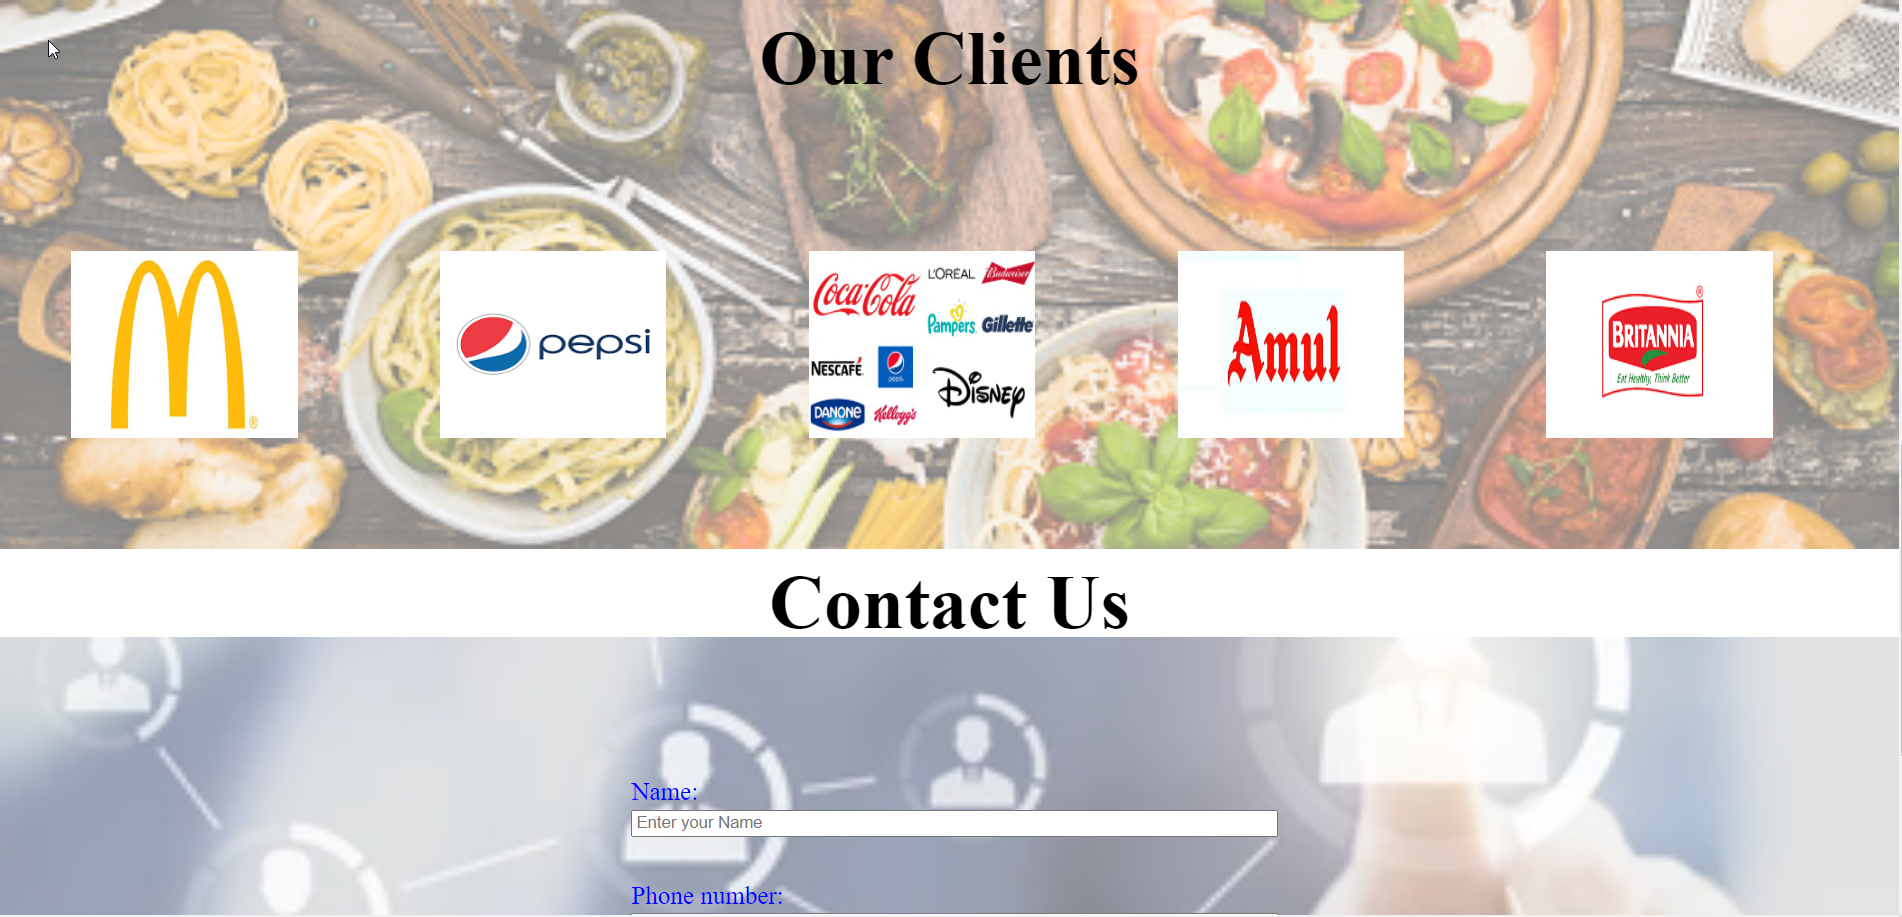 Our Clients
®
pepsi
Coca-Cola
L'ORÉAL
Budweiser
Pampers
Gillette
NESCAFÉ
pepsi
DISNEY
DANONE
Kellogg's
Amul
®
BRITANNIA
Eat Healthy, Think Better
Contact Us
Name:
Enter your Name
Phone number: